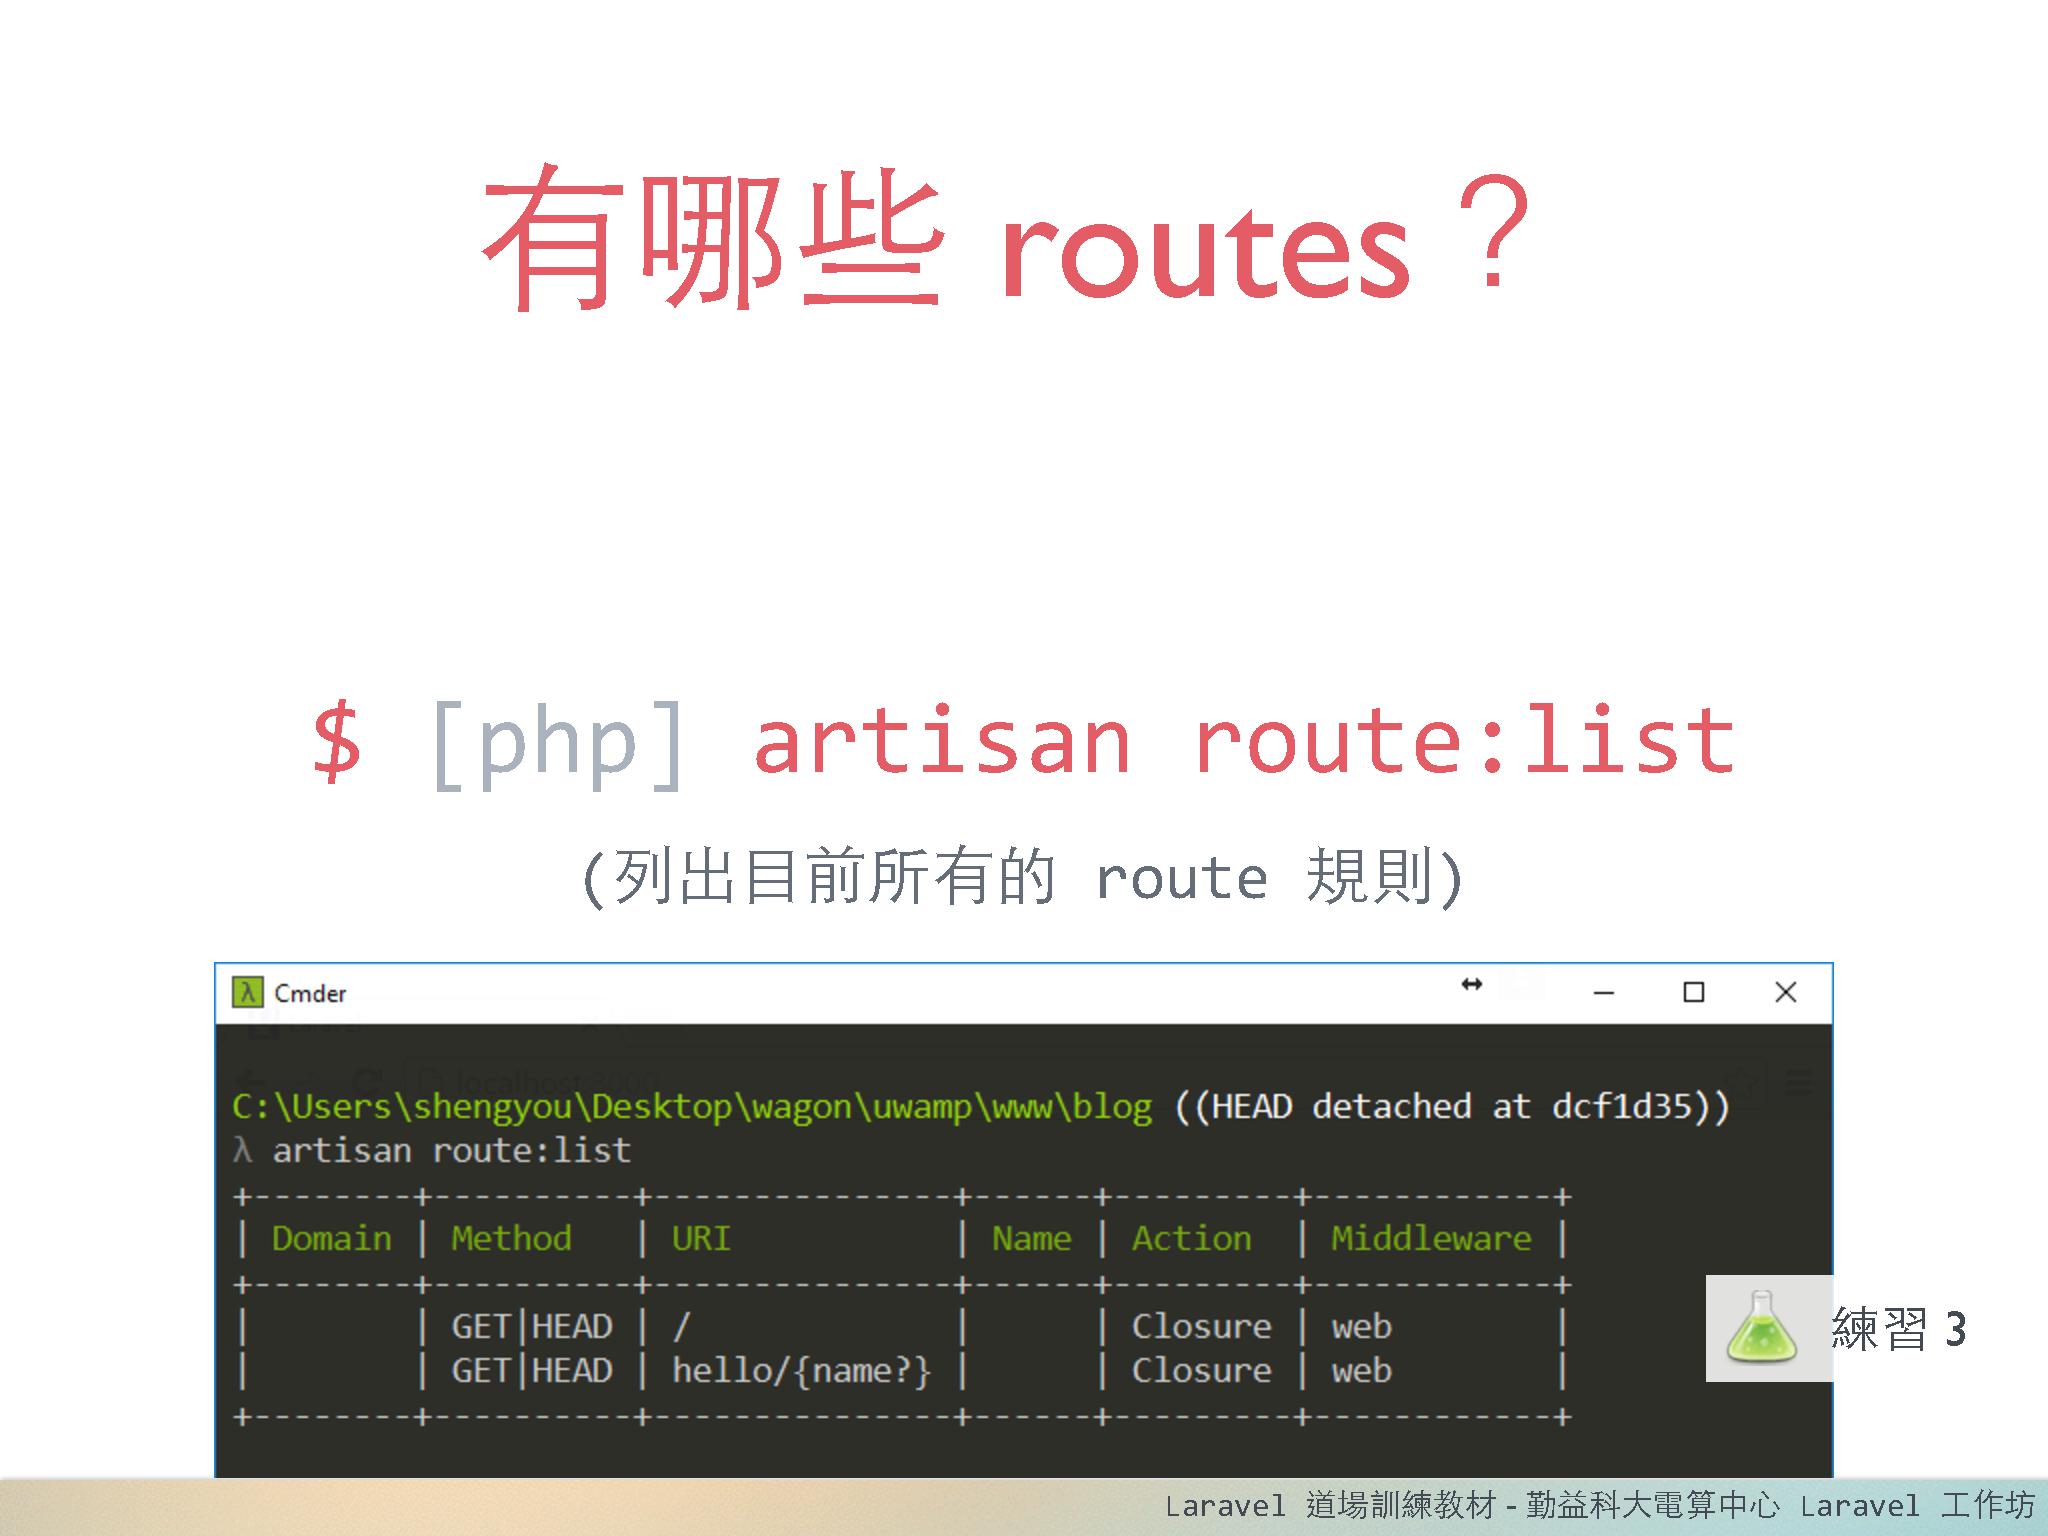 有哪些 routes？
$ [php] artisan route:list
(列出目前所有的 route 規則)
λ Cmder
C:\Users\shengyou\Desktop\wagon\uwamp\www\blog ((HEAD detached at dcf1d35))
λ artisan route:list
+--------+----------+---------------+------+---------+------------+
| Domain | Method   | URI           | Name | Action  | Middleware |
+--------+----------+---------------+------+---------+------------+
|        | GET|HEAD | /             |      | Closure | web        |
|        | GET|HEAD | hello/{name?} |      | Closure | web        |
+--------+----------+---------------+------+---------+------------+
練習 3
Laravel 道場訓練教材 - 勤益科大電算中心 Laravel 工作坊